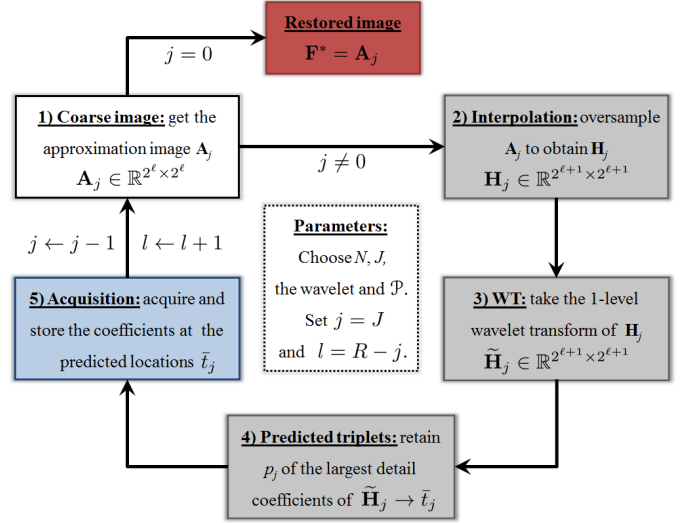 Restored image
F* = A_j
j = 0
1) Coarse image: get the
approximation image A_j
A_j ∈ ℝ^{2^ℓ×2^ℓ}
j ≠ 0
2) Interpolation: oversample
A_j to obtain H_j
H_j ∈ ℝ^{2^{ℓ+1}×2^{ℓ+1}}
j ← j − 1
l ← l + 1
Parameters:
Choose N, J,
the wavelet and 𝒫.
Set j = J
and l = R − j.
5) Acquisition: acquire and
store the coefficients at the
predicted locations t̄_j
3) WT: take the 1-level
wavelet transform of H_j
H̃_j ∈ ℝ^{2^{ℓ+1}×2^{ℓ+1}}
4) Predicted triplets: retain
p_j of the largest detail
coefficients of H̃_j → t̄_j